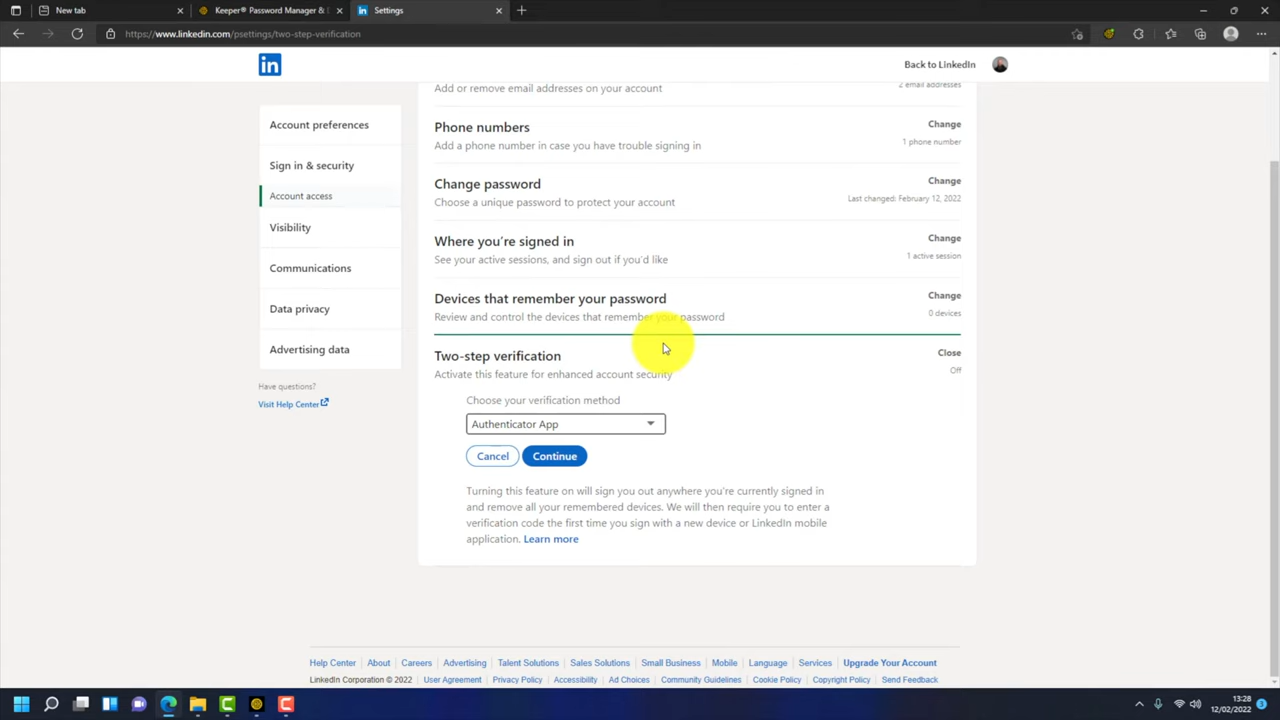 New tab
Keeper® Password Manager &
Settings
https://www.linkedin.com/psettings/two-step-verification
in
Back to LinkedIn
Account preferences
Sign in & security
Account access
Visibility
Communications
Data privacy
Advertising data
Have questions?
Visit Help Center
Add or remove email addresses on your account
2 email addresses
Phone numbers
Change
Add a phone number in case you have trouble signing in
1 phone number
Change password
Change
Choose a unique password to protect your account
Last changed: February 12, 2022
Where you're signed in
Change
See your active sessions, and sign out if you'd like
1 active session
Devices that remember your password
Change
Review and control the devices that remember your password
0 devices
Two-step verification
Close
Activate this feature for enhanced account security
Off
Choose your verification method
Authenticator App
Cancel Continue
Turning this feature on will sign you out anywhere you're currently signed in
and remove all your remembered devices. We will then require you to enter a
verification code the first time you sign with a new device or LinkedIn mobile
application. Learn more
Help Center About Careers Advertising Talent Solutions Sales Solutions Small Business Mobile Language Services Upgrade Your Account
LinkedIn Corporation © 2022 User Agreement Privacy Policy Accessibility Ad Choices Community Guidelines Cookie Policy Copyright Policy Send Feedback
13:28
12/02/2022
3